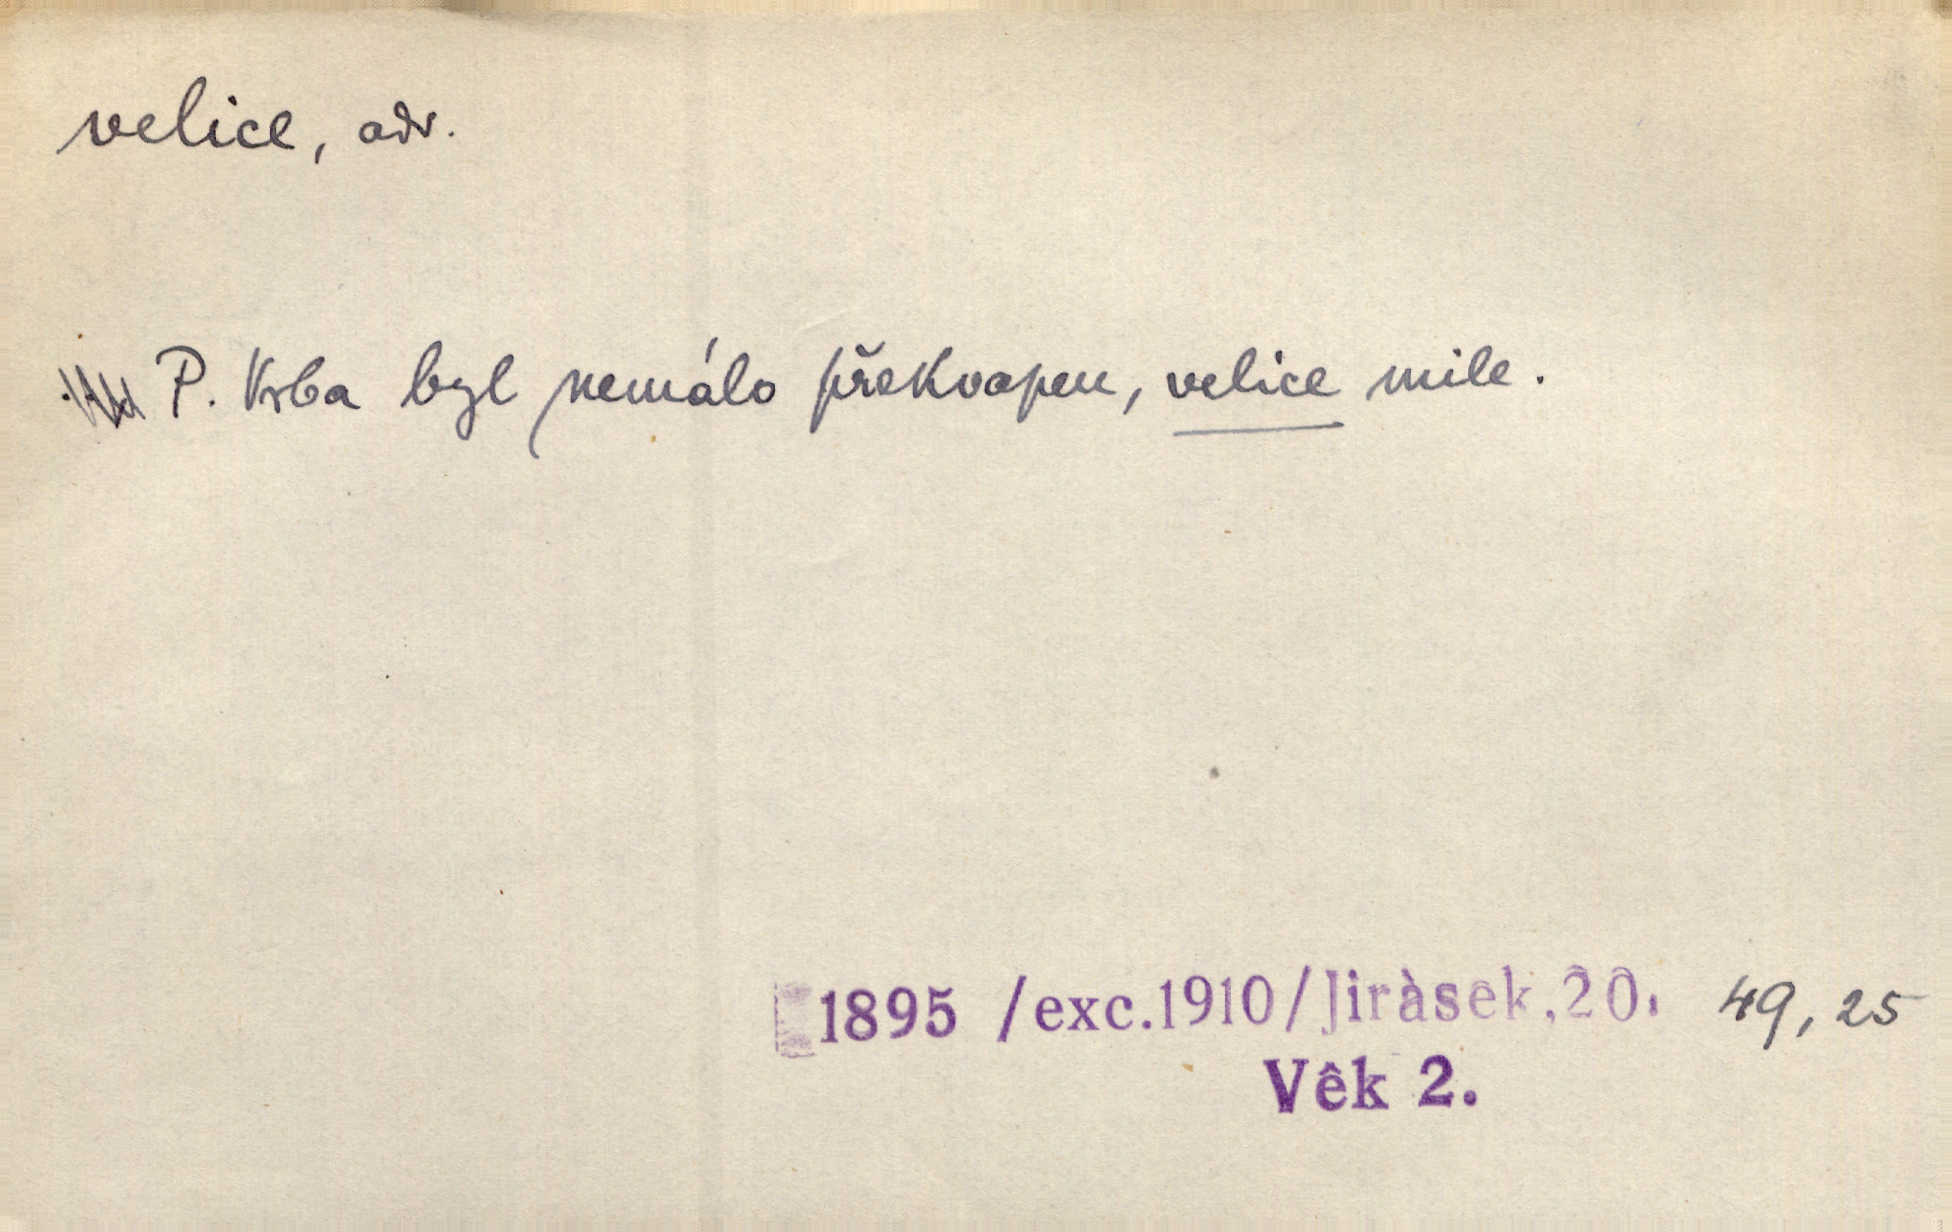 velice, adv.
P. Vrba byl nemálo překvapen, velice mile.
1895 /exc.1910/Jiràsek,20. 49,25
Vêk 2.